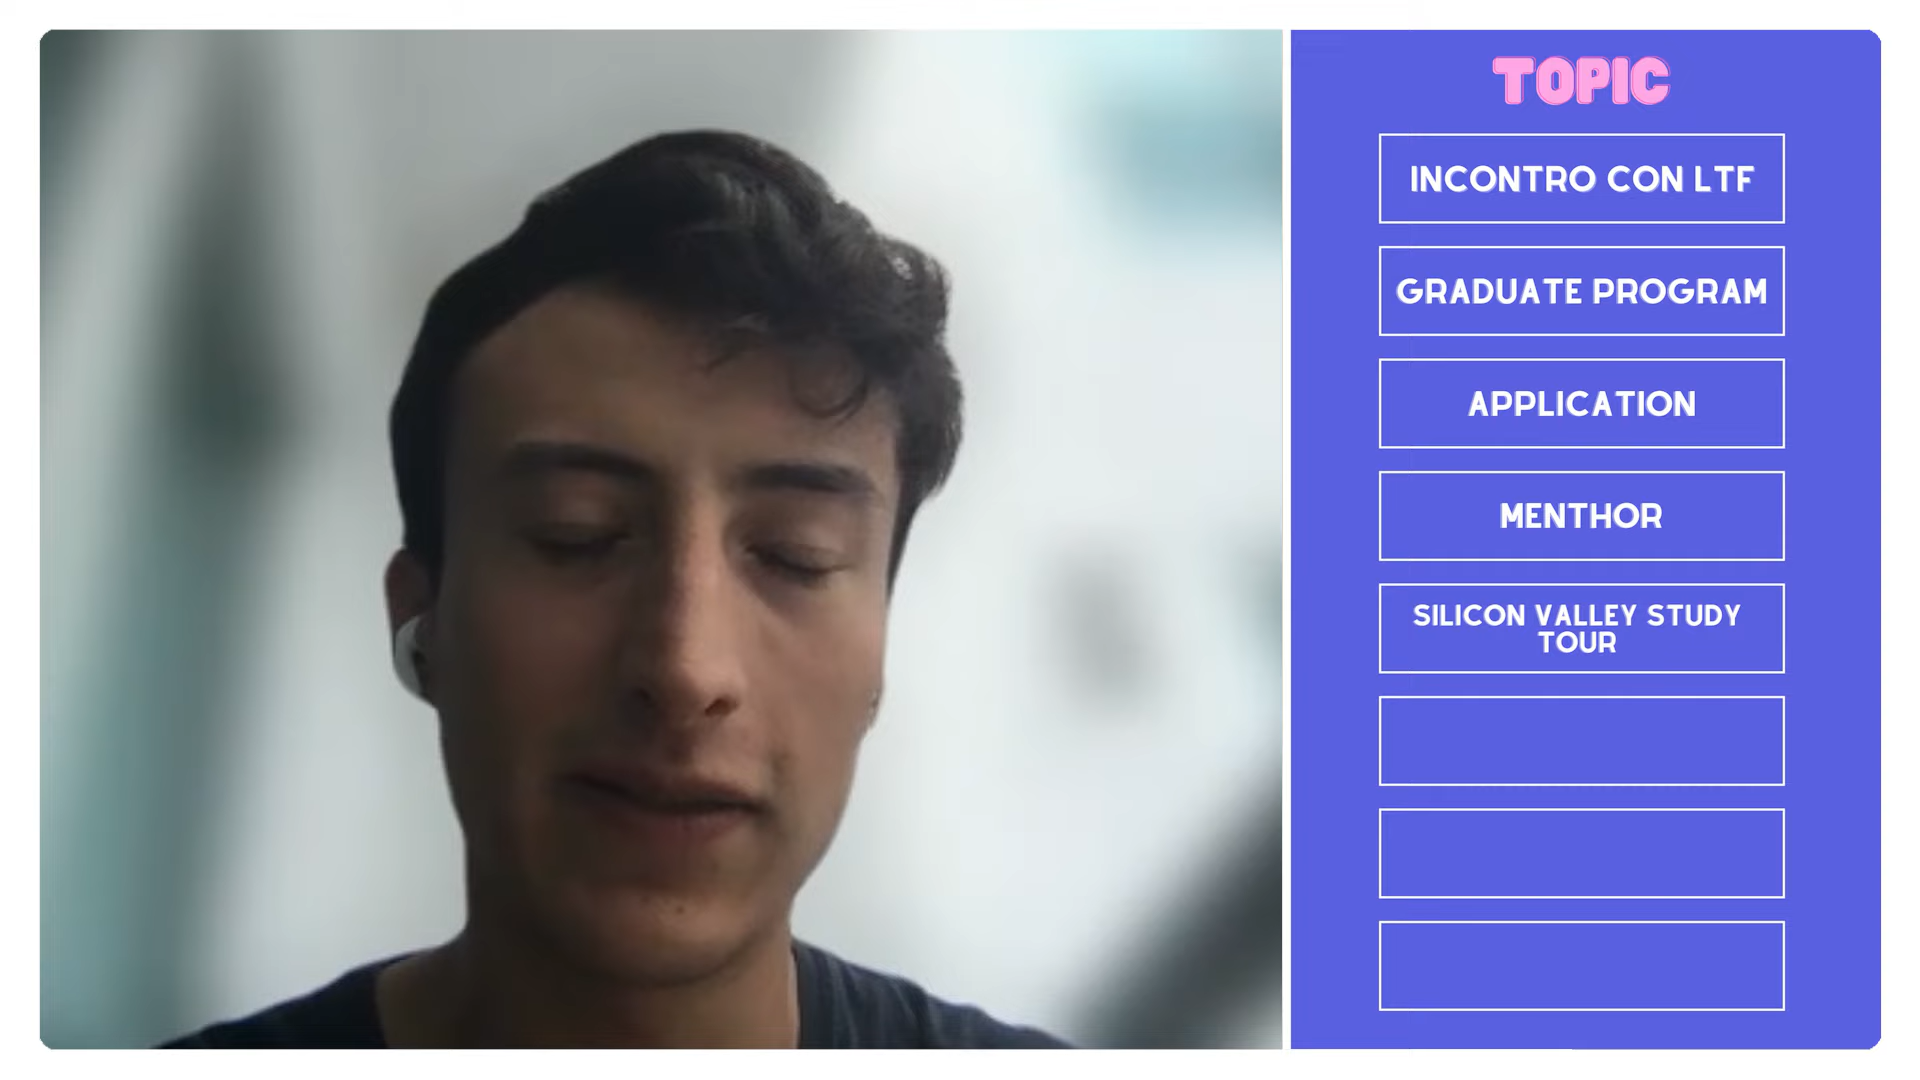 TOPIC
INCONTRO CON LTF
GRADUATE PROGRAM
APPLICATION
MENTHOR
SILICON VALLEY STUDY
TOUR